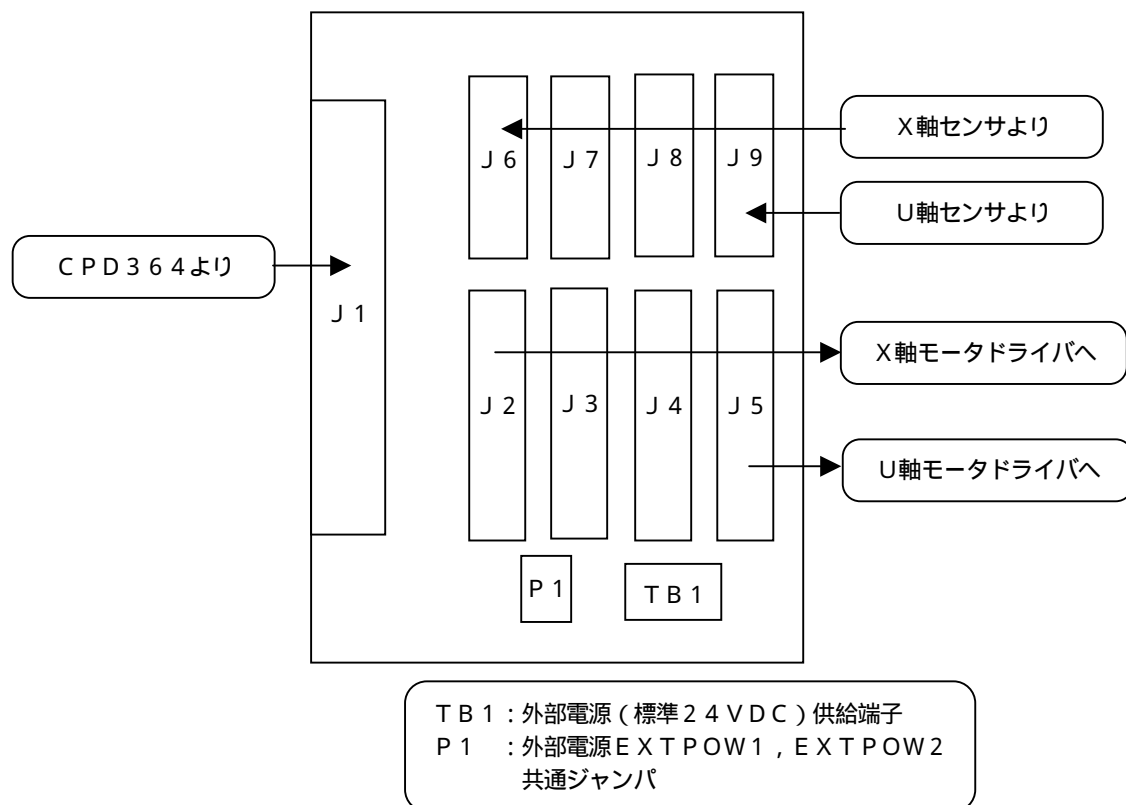 J6
J7
J8
J9
X軸センサより
U軸センサより
CPD364より
J1
J2
J3
J4
J5
X軸モータドライバへ
U軸モータドライバへ
P1
TB1
TB1:外部電源(標準24VDC)供給端子
P1 :外部電源EXTPOW1,EXTPOW2
共通ジャンパ